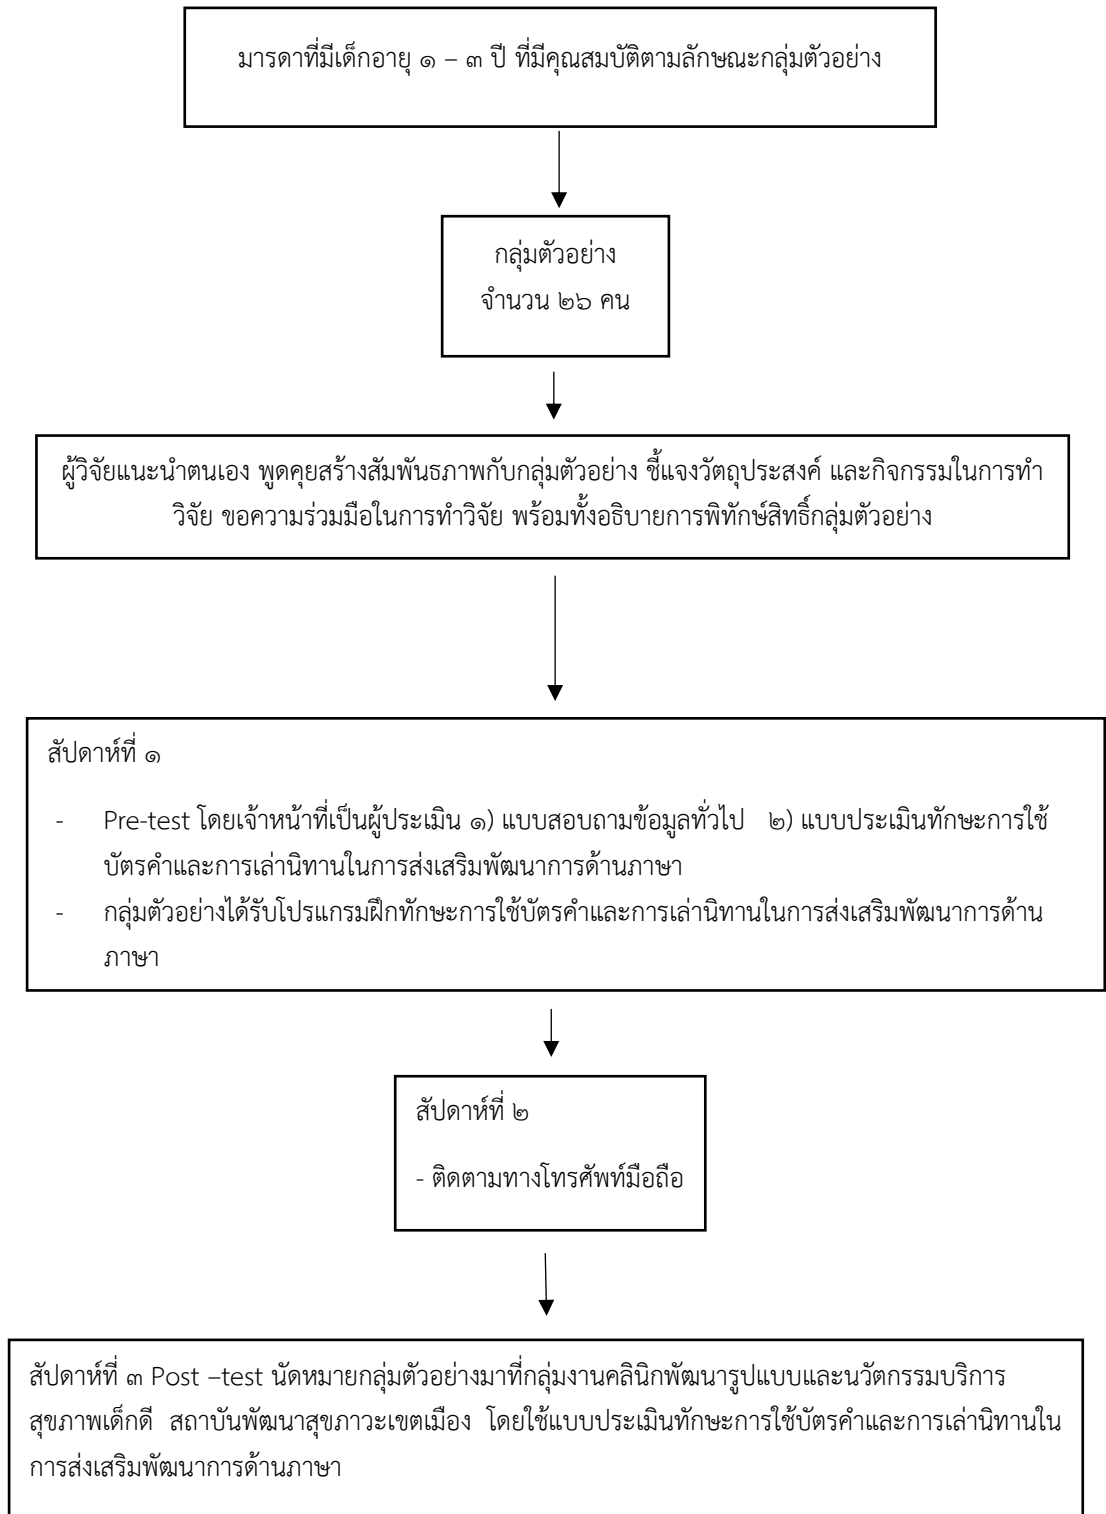 มารดาที่มีเด็กอายุ ๑ – ๓ ปี ที่มีคุณสมบัติตามลักษณะกลุ่มตัวอย่าง
กลุ่มตัวอย่าง
จำนวน ๒๖ คน
ผู้วิจัยแนะนำตนเอง พูดคุยสร้างสัมพันธภาพกับกลุ่มตัวอย่าง ชี้แจงวัตถุประสงค์ และกิจกรรมในการทำ
วิจัย ขอความร่วมมือในการทำวิจัย พร้อมทั้งอธิบายการพิทักษ์สิทธิ์กลุ่มตัวอย่าง
สัปดาห์ที่ ๑
- Pre-test โดยเจ้าหน้าที่เป็นผู้ประเมิน ๑) แบบสอบถามข้อมูลทั่วไป ๒) แบบประเมินทักษะการใช้
บัตรคำและการเล่านิทานในการส่งเสริมพัฒนาการด้านภาษา
- กลุ่มตัวอย่างได้รับโปรแกรมฝึกทักษะการใช้บัตรคำและการเล่านิทานในการส่งเสริมพัฒนาการด้าน
ภาษา
สัปดาห์ที่ ๒
- ติดตามทางโทรศัพท์มือถือ
สัปดาห์ที่ ๓ Post –test นัดหมายกลุ่มตัวอย่างมาที่กลุ่มงานคลินิกพัฒนารูปแบบและนวัตกรรมบริการ
สุขภาพเด็กดี สถาบันพัฒนาสุขภาวะเขตเมือง โดยใช้แบบประเมินทักษะการใช้บัตรคำและการเล่านิทานใน
การส่งเสริมพัฒนาการด้านภาษา